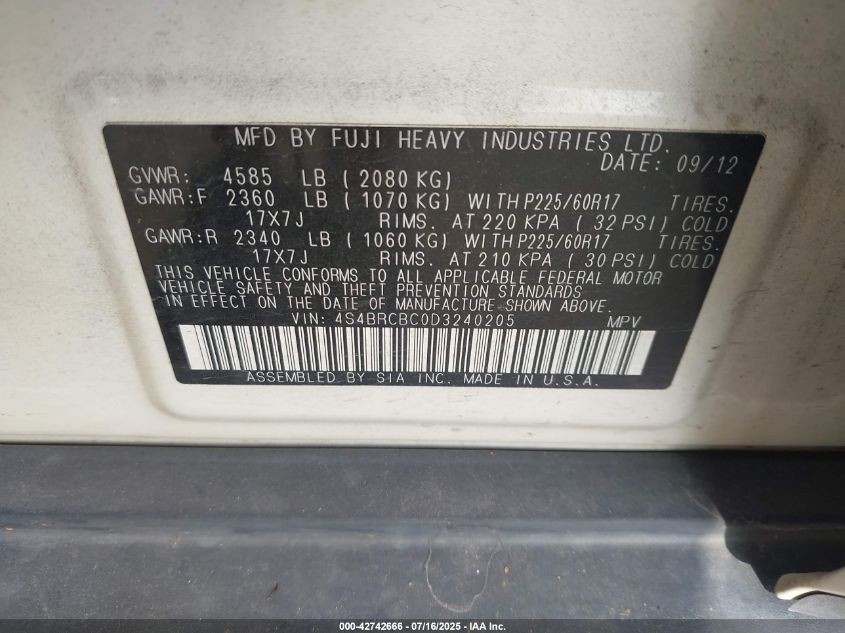 MFD BY FUJI HEAVY INDUSTRIES LTD.
DATE: 09/12
GVWR: 4585 LB ( 2080 KG)
GAWR:F 2360 LB ( 1070 KG) WITH P225/60R17 TIRES.
17X7J RIMS. AT 220 KPA ( 32 PSI) COLD
GAWR:R 2340 LB ( 1060 KG) WITH P225/60R17 TIRES.
17X7J RIMS. AT 210 KPA ( 30 PSI) COLD
THIS VEHICLE CONFORMS TO ALL APPLICABLE FEDERAL MOTOR
VEHICLE SAFETY AND THEFT PREVENTION STANDARDS
IN EFFECT ON THE DATE OF MANUFACTURE SHOWN ABOVE.
VIN: 4S4BRCBC0D3240205 MPV
ASSEMBLED BY SIA INC. MADE IN U.S.A.
000-42742666 - 07/16/2025 - IAA Inc.